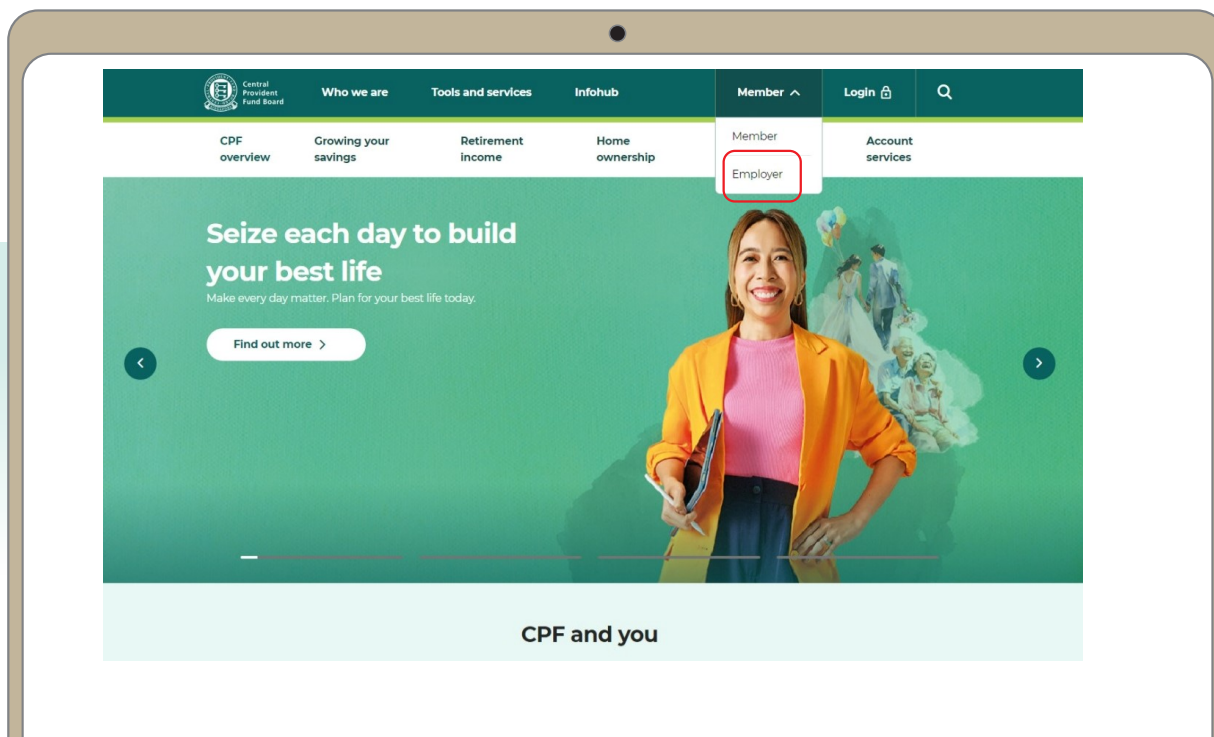 Central
Provident
Fund Board
Who we are
Tools and services
Infohub
Member
Login
CPF
overview
Growing your
savings
Retirement
income
Home
ownership
Member
Employer
Account
services
Seize each day to build
your best life
Make every day matter. Plan for your best life today.
Find out more
CPF and you